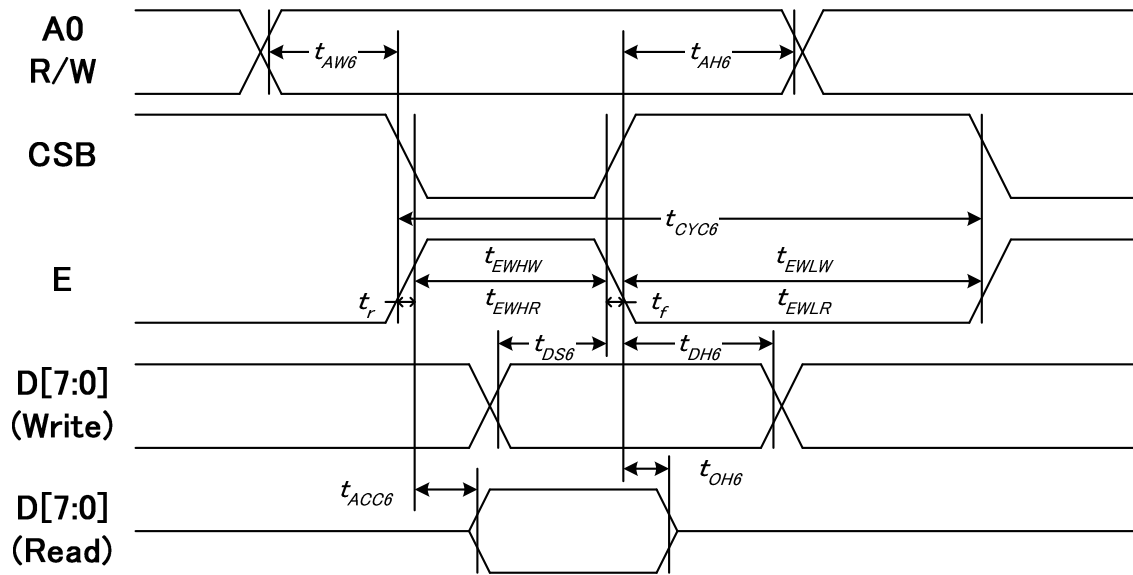 A0
R/W
t_AW6
t_AH6
CSB
t_CYC6
E
t_EWHW
t_EWLW
t_r
t_EWHR
t_f
t_EWLR
t_DS6
t_DH6
D[7:0]
(Write)
t_ACC6
t_OH6
D[7:0]
(Read)